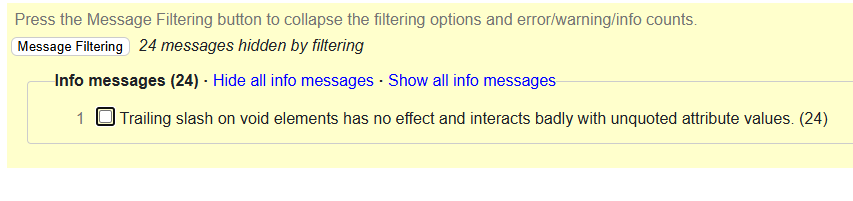 Press the Message Filtering button to collapse the filtering options and error/warning/info counts.
Message Filtering 24 messages hidden by filtering
Info messages (24) · Hide all info messages · Show all info messages
1 Trailing slash on void elements has no effect and interacts badly with unquoted attribute values. (24)